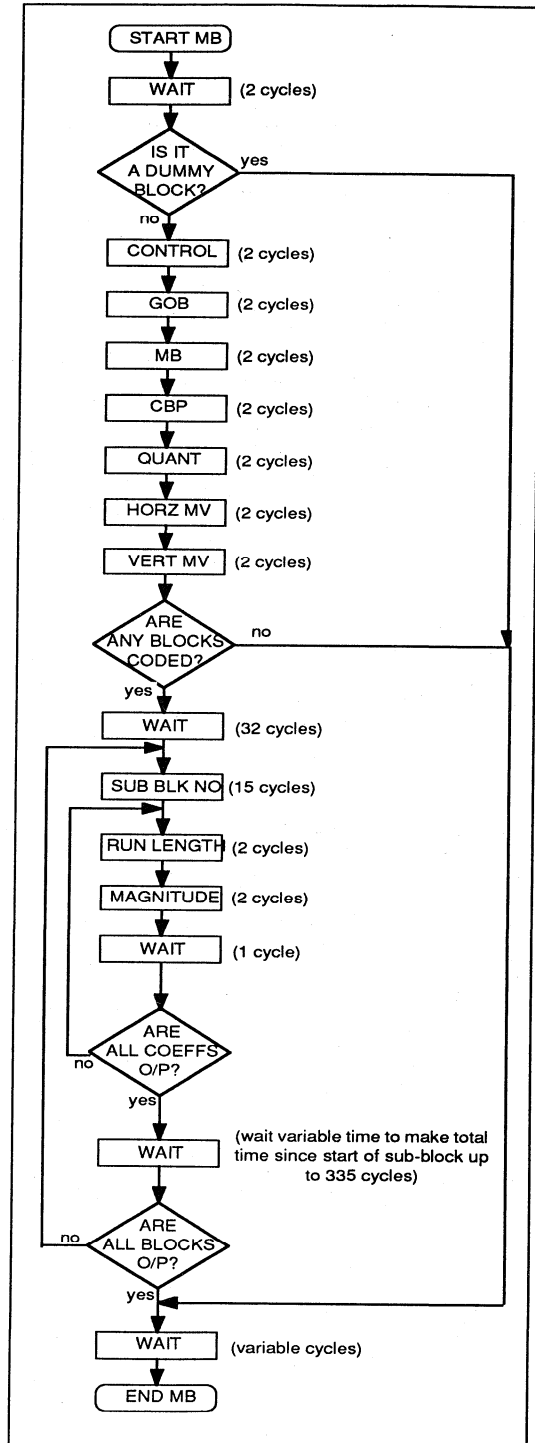 START MB
WAIT (2 cycles)
IS IT
A DUMMY
BLOCK?
yes
no
CONTROL (2 cycles)
GOB (2 cycles)
MB (2 cycles)
CBP (2 cycles)
QUANT (2 cycles)
HORZ MV (2 cycles)
VERT MV (2 cycles)
ARE
ANY BLOCKS
CODED?
no
yes
WAIT (32 cycles)
SUB BLK NO (15 cycles)
RUN LENGTH (2 cycles)
MAGNITUDE (2 cycles)
WAIT (1 cycle)
ARE
ALL COEFFS
O/P?
no
yes
WAIT
(wait variable time to make total
time since start of sub-block up
to 335 cycles)
ARE
ALL BLOCKS
O/P?
no
yes
WAIT (variable cycles)
END MB